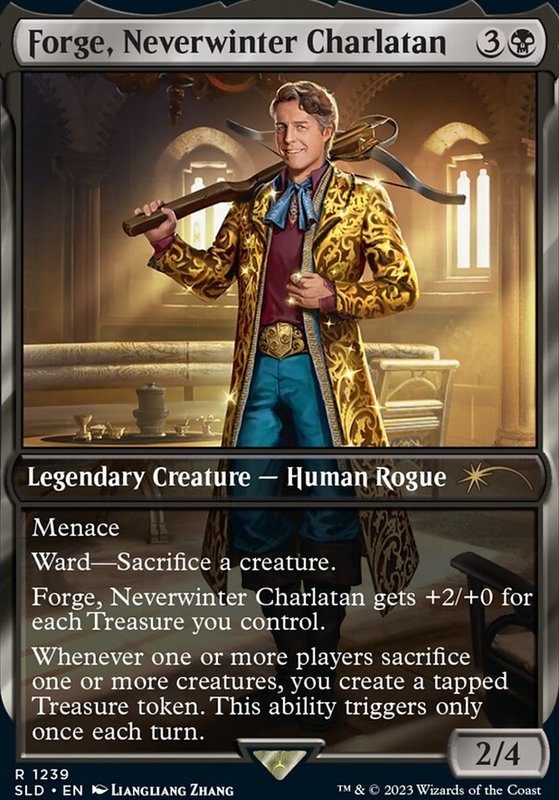 Forge, Neverwinter Charlatan 3
Legendary Creature — Human Rogue
Menace
Ward—Sacrifice a creature.
Forge, Neverwinter Charlatan gets +2/+0 for
each Treasure you control.
Whenever one or more players sacrifice
one or more creatures, you create a tapped
Treasure token. This ability triggers only
once each turn.
2/4
R 1239
SLD • EN LIANGLIANG ZHANG
™ & © 2023 Wizards of the Coast